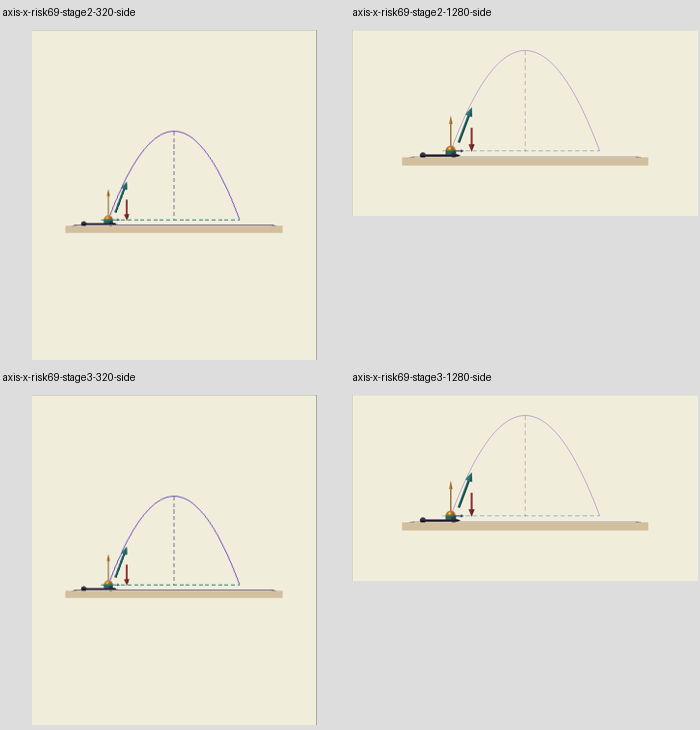 axis-x-risk69-stage2-320-side
axis-x-risk69-stage2-1280-side
axis-x-risk69-stage3-320-side
axis-x-risk69-stage3-1280-side